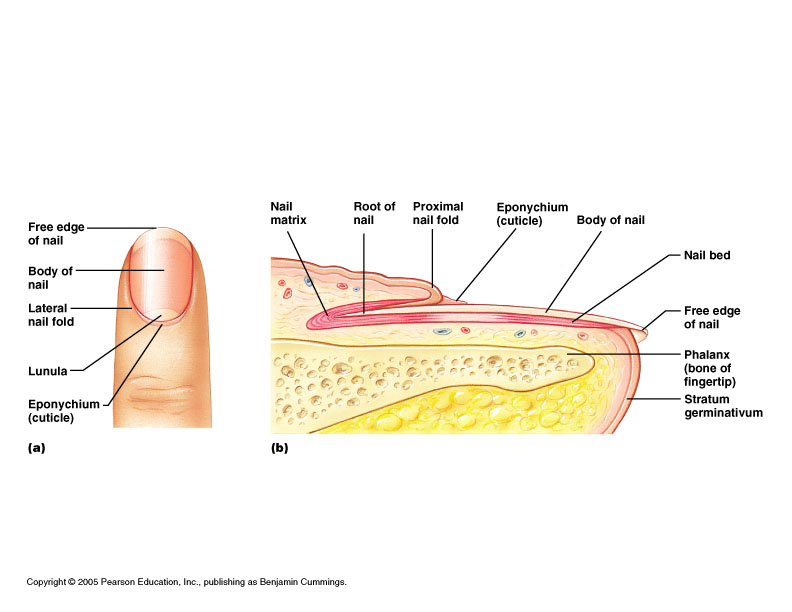 Free edge
of nail
Body of
nail
Lateral
nail fold
Lunula
Eponychium
(cuticle)
(a)
Nail
matrix
Root of
nail
Proximal
nail fold
Eponychium
(cuticle)
Body of nail
Nail bed
Free edge
of nail
Phalanx
(bone of
fingertip)
Stratum
germinativum
(b)
Copyright © 2005 Pearson Education, Inc., publishing as Benjamin Cummings.